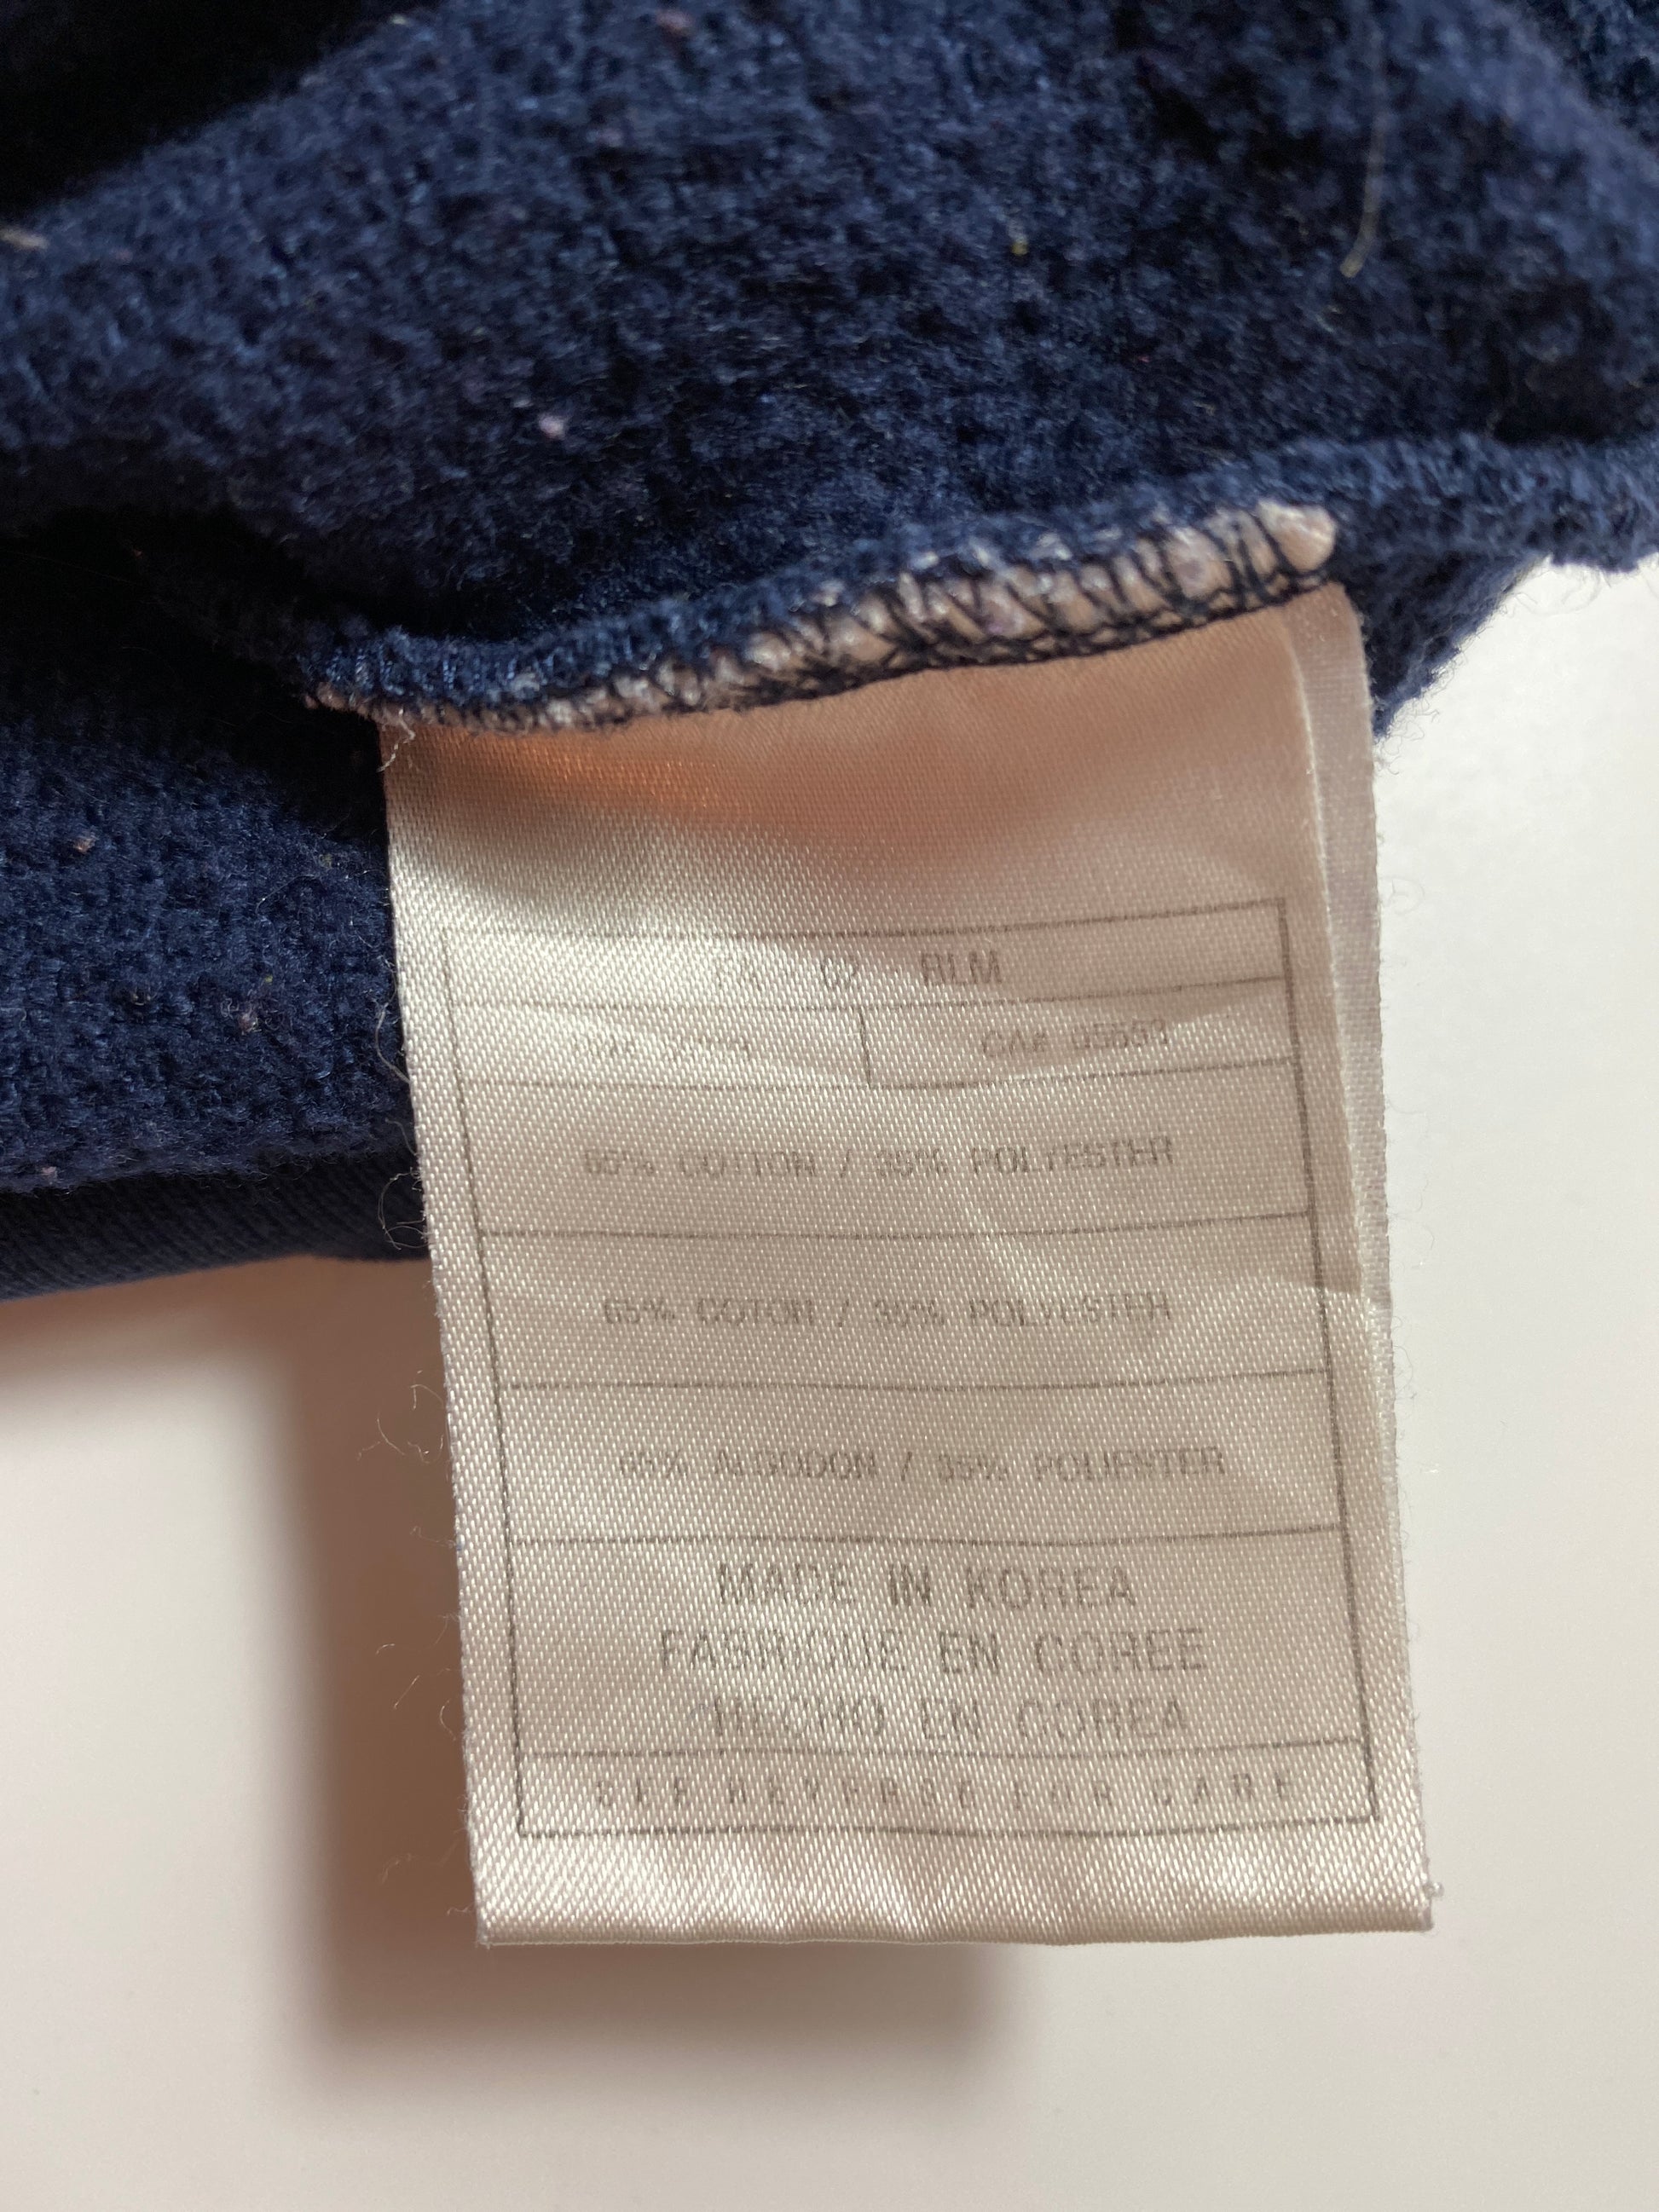 02 RLM
CA#
65% COTTON / 35% POLYESTER
65% COTON / 35% POLYESTER
65% ALGODON / 35% POLIESTER
MADE IN KOREA
FABRIQUE EN COREE
HECHO EN COREA
SEE REVERSE FOR CARE